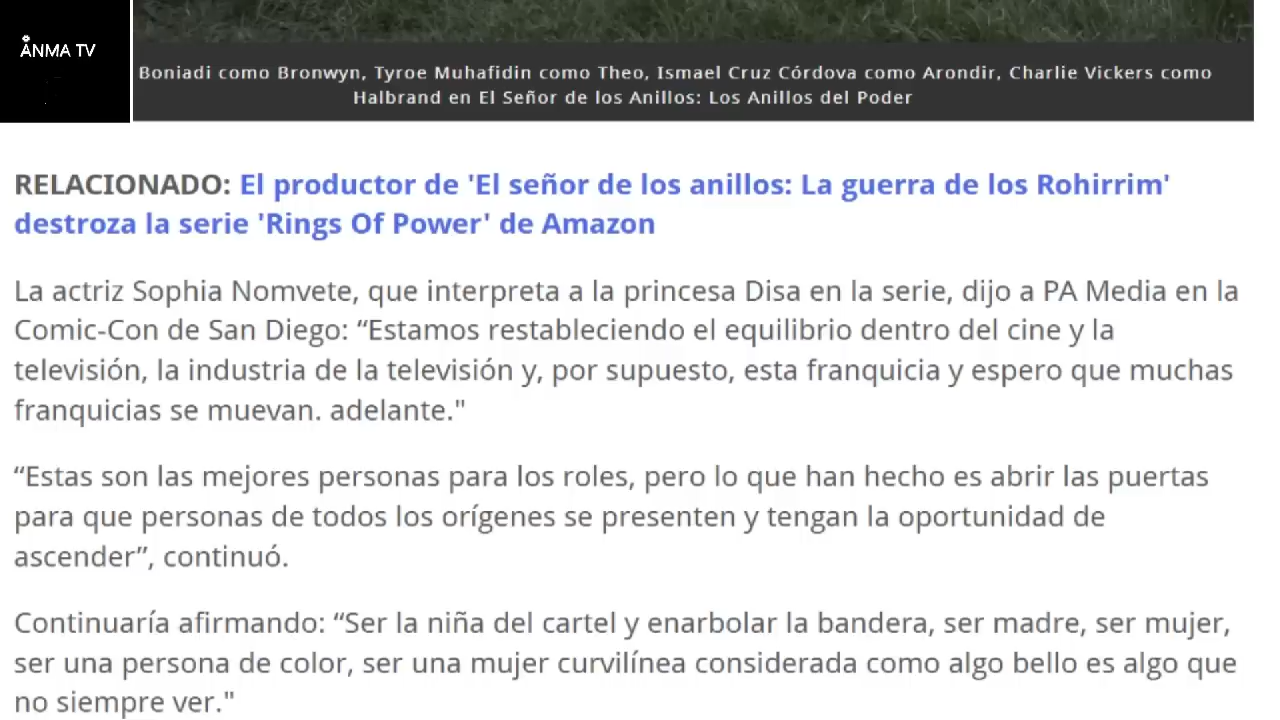 ÅNMA TV
Boniadi como Bronwyn, Tyroe Muhafidin como Theo, Ismael Cruz Córdova como Arondir, Charlie Vickers como
Halbrand en El Señor de los Anillos: Los Anillos del Poder
RELACIONADO: El productor de 'El señor de los anillos: La guerra de los Rohirrim'
destroza la serie 'Rings Of Power' de Amazon
La actriz Sophia Nomvete, que interpreta a la princesa Disa en la serie, dijo a PA Media en la
Comic-Con de San Diego: “Estamos restableciendo el equilibrio dentro del cine y la
televisión, la industria de la televisión y, por supuesto, esta franquicia y espero que muchas
franquicias se muevan. adelante."
“Estas son las mejores personas para los roles, pero lo que han hecho es abrir las puertas
para que personas de todos los orígenes se presenten y tengan la oportunidad de
ascender”, continuó.
Continuaría afirmando: “Ser la niña del cartel y enarbolar la bandera, ser madre, ser mujer,
ser una persona de color, ser una mujer curvilínea considerada como algo bello es algo que
no siempre ver."